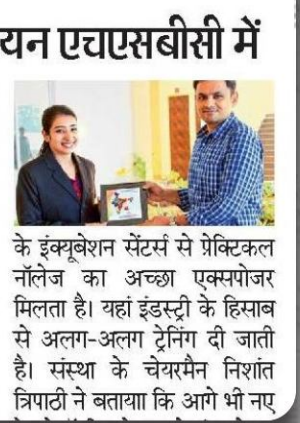 यन एचएसबीसी में
के इंक्यूबेशन सेंटर्स से प्रेक्टिकल
नॉलेज का अच्छा एक्सपोजर
मिलता है। यहां इंडस्ट्री के हिसाब
से अलग-अलग ट्रेनिंग दी जाती
है। संस्था के चेयरमैन निशांत
त्रिपाठी ने बतायाा कि आगे भी नए